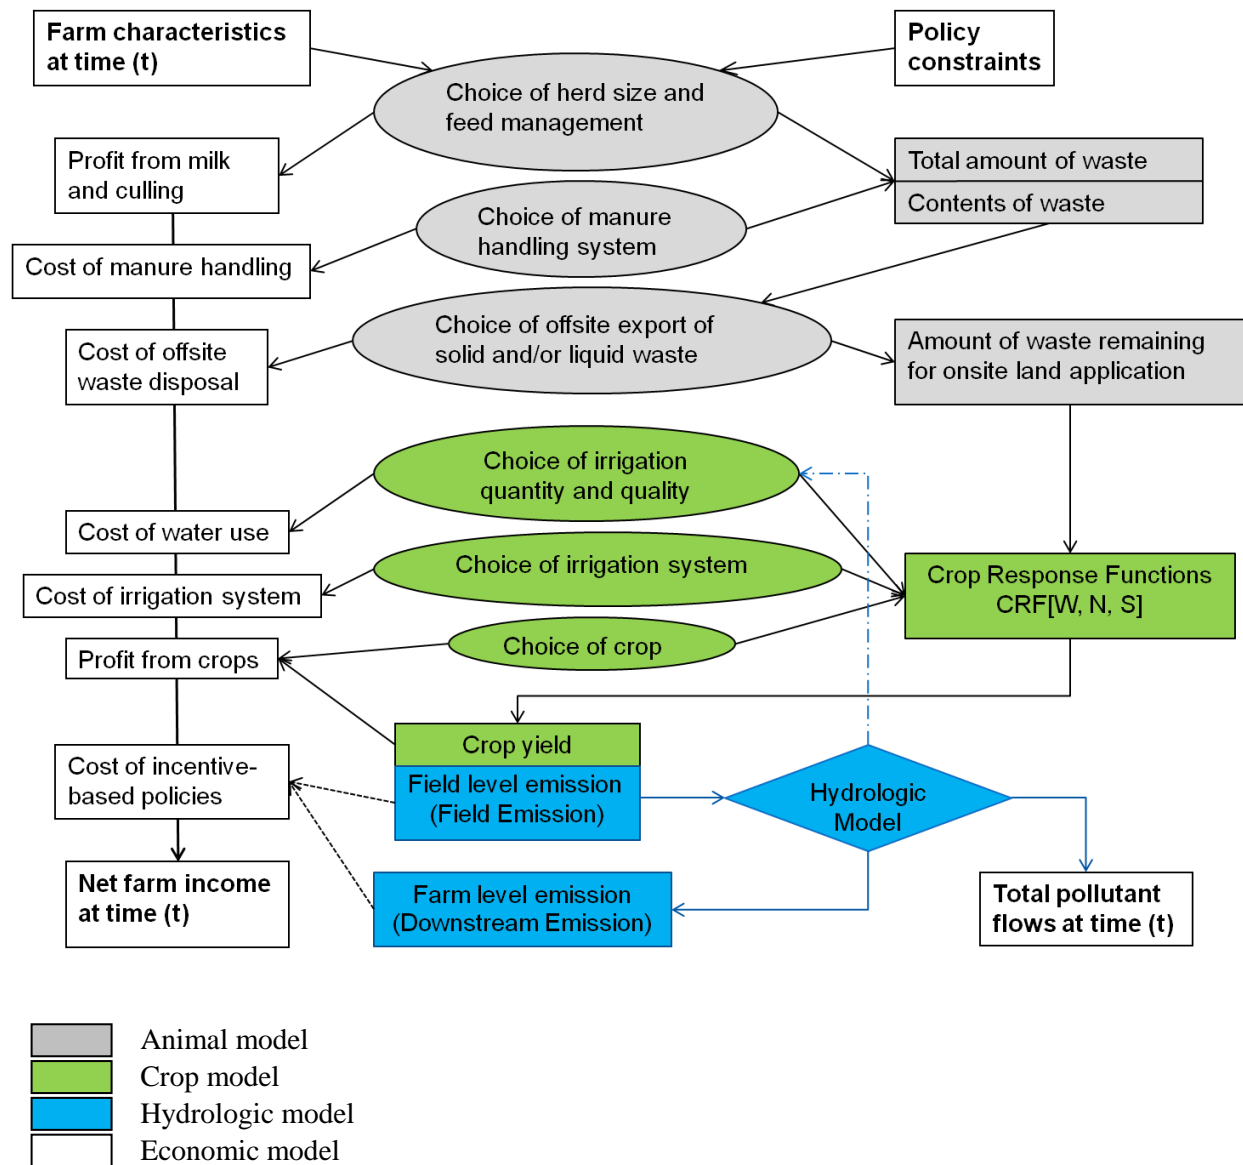 Farm characteristics
at time (t)
Policy
constraints
Choice of herd size and
feed management
Profit from milk
and culling
Total amount of waste
Contents of waste
Choice of manure
handling system
Cost of manure handling
Choice of offsite export of
solid and/or liquid waste
Cost of offsite
waste disposal
Amount of waste remaining
for onsite land application
Choice of irrigation
quantity and quality
Cost of water use
Choice of irrigation system
Cost of irrigation system
Crop Response Functions
CRF[W, N, S]
Choice of crop
Profit from crops
Crop yield
Field level emission
(Field Emission)
Cost of incentive-
based policies
Hydrologic
Model
Net farm income
at time (t)
Farm level emission
(Downstream Emission)
Total pollutant
flows at time (t)
Animal model
Crop model
Hydrologic model
Economic model